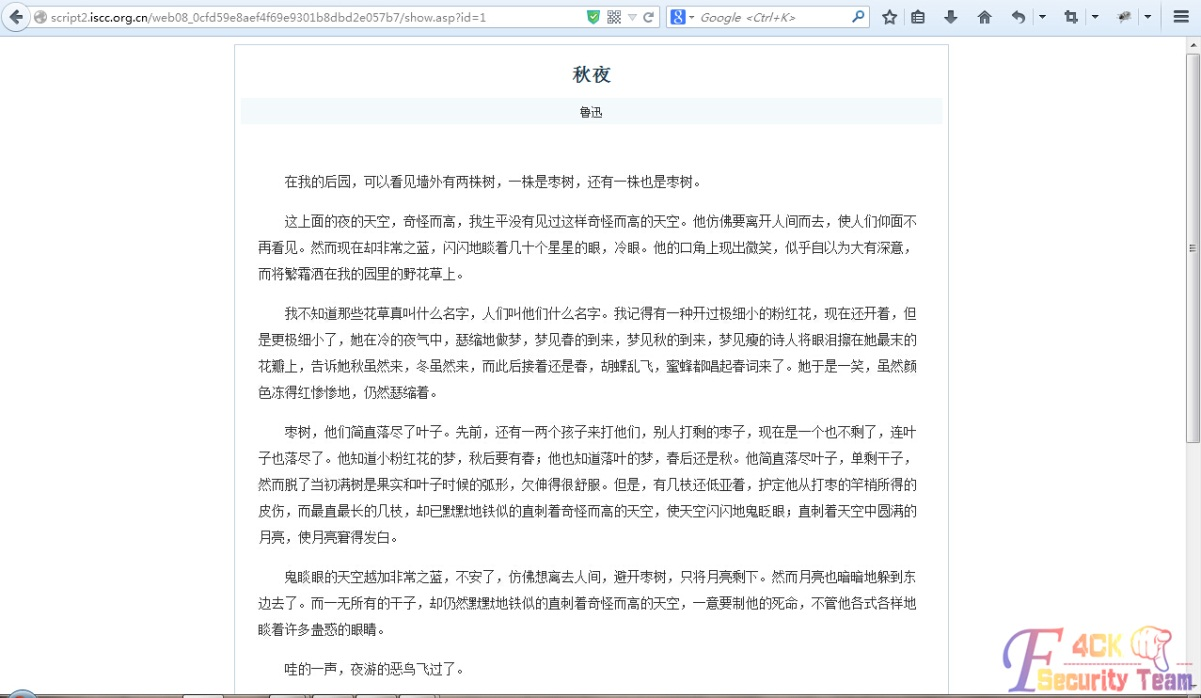 script2.iscc.org.cn/web08_0cfd59e8aef4f69e9301b8dbd2e057b7/show.asp?id=1
Google <Ctrl+K>
秋夜
鲁迅
在我的后园，可以看见墙外有两株树，一株是枣树，还有一株也是枣树。
这上面的夜的天空，奇怪而高，我生平没有见过这样奇怪而高的天空。他仿佛要离开人间而去，使人们仰面不
再看见。然而现在却非常之蓝，闪闪地䀹着几十个星星的眼，冷眼。他的口角上现出微笑，似乎自以为大有深意，
而将繁霜洒在我的园里的野花草上。
我不知道那些花草真叫什么名字，人们叫他们什么名字。我记得有一种开过极细小的粉红花，现在还开着，但
是更极细小了，她在冷的夜气中，瑟缩地做梦，梦见春的到来，梦见秋的到来，梦见瘦的诗人将眼泪擦在她最末的
花瓣上，告诉她秋虽然来，冬虽然来，而此后接着还是春，胡蝶乱飞，蜜蜂都唱起春词来了。她于是一笑，虽然颜
色冻得红惨惨地，仍然瑟缩着。
枣树，他们简直落尽了叶子。先前，还有一两个孩子来打他们，别人打剩的枣子，现在是一个也不剩了，连叶
子也落尽了。他知道小粉红花的梦，秋后要有春；他也知道落叶的梦，春后还是秋。他简直落尽叶子，单剩干子，
然而脱了当初满树是果实和叶子时候的弧形，欠伸得很舒服。但是，有几枝还低亚着，护定他从打枣的竿梢所得的
皮伤，而最直最长的几枝，却已默默地铁似的直刺着奇怪而高的天空，使天空闪闪地鬼眨眼；直刺着天空中圆满的
月亮，使月亮窘得发白。
鬼䀹眼的天空越加非常之蓝，不安了，仿佛想离去人间，避开枣树，只将月亮剩下。然而月亮也暗暗地躲到东
边去了。而一无所有的干子，却仍然默默地铁似的直刺着奇怪而高的天空，一意要制他的死命，不管他各式各样地
䀹着许多蛊惑的眼睛。
哇的一声，夜游的恶鸟飞过了。
F4CK
Security Team